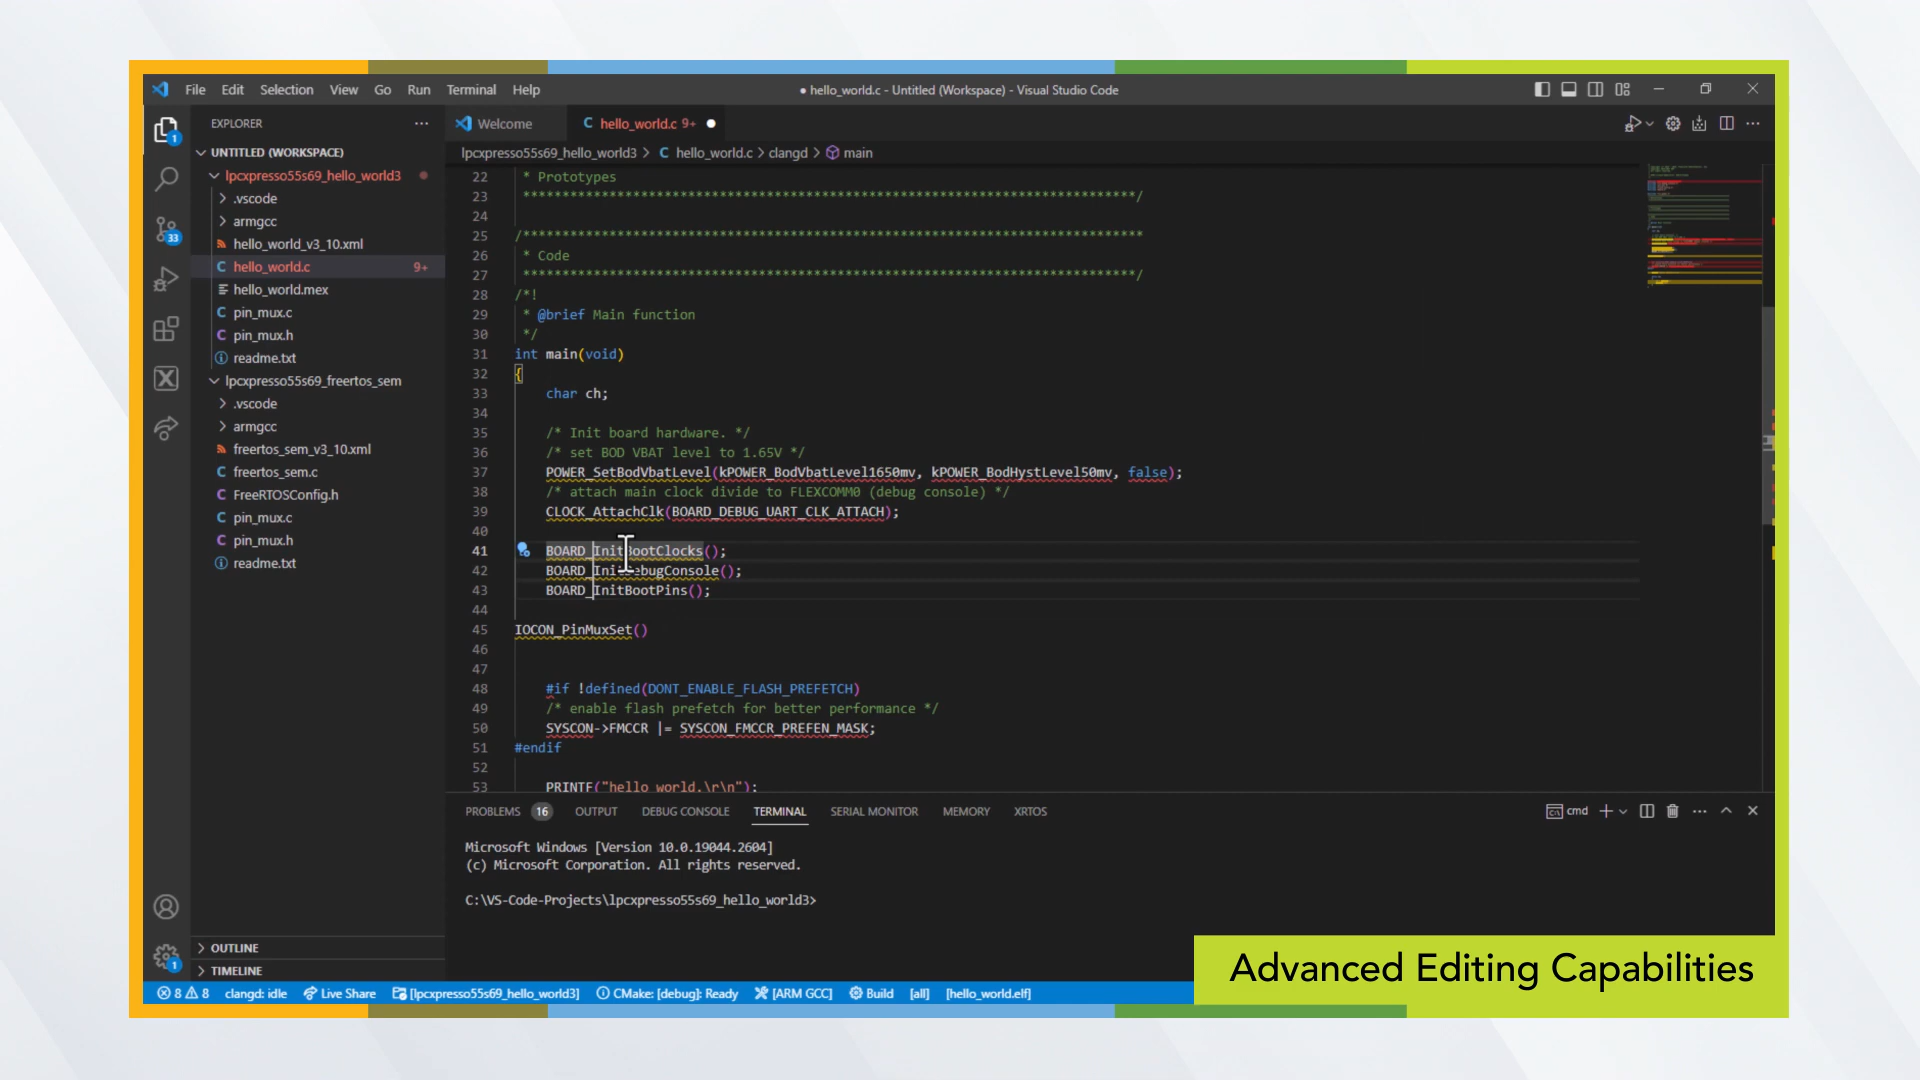 File Edit Selection View Go Run Terminal Help
● hello_world.c - Untitled (Workspace) - Visual Studio Code
EXPLORER
UNTITLED (WORKSPACE)
lpcxpresso55s69_hello_world3
.vscode
armgcc
hello_world_v3_10.xml
C hello_world.c 9+
hello_world.mex
C pin_mux.c
C pin_mux.h
readme.txt
lpcxpresso55s69_freertos_sem
.vscode
armgcc
freertos_sem_v3_10.xml
C freertos_sem.c
C FreeRTOSConfig.h
C pin_mux.c
C pin_mux.h
readme.txt
OUTLINE
TIMELINE
1
33
1
Welcome
C hello_world.c 9+ ●
lpcxpresso55s69_hello_world3 > C hello_world.c > clangd > main
22 * Prototypes
23 ******************************************************************************/
24
25 /*******************************************************************************
26 * Code
27 ******************************************************************************/
28 /*!
29 * @brief Main function
30 */
31 int main(void)
32 {
33 char ch;
34
35 /* Init board hardware. */
36 /* set BOD VBAT level to 1.65V */
37 POWER_SetBodVbatLevel(kPOWER_BodVbatLevel1650mv, kPOWER_BodHystLevel50mv, false);
38 /* attach main clock divide to FLEXCOMM0 (debug console) */
39 CLOCK_AttachClk(BOARD_DEBUG_UART_CLK_ATTACH);
40
41 BOARD_InitBootClocks();
42 BOARD_InitDebugConsole();
43 BOARD_InitBootPins();
44
45 IOCON_PinMuxSet()
46
47
48 #if !defined(DONT_ENABLE_FLASH_PREFETCH)
49 /* enable flash prefetch for better performance */
50 SYSCON->FMCCR |= SYSCON_FMCCR_PREFEN_MASK;
51 #endif
52
53 PRINTF("hello world.\r\n");
PROBLEMS 16 OUTPUT DEBUG CONSOLE TERMINAL SERIAL MONITOR MEMORY XRTOS
cmd
Microsoft Windows [Version 10.0.19044.2604]
(c) Microsoft Corporation. All rights reserved.
C:\VS-Code-Projects\lpcxpresso55s69_hello_world3>
Advanced Editing Capabilities
8 8 clangd: idle Live Share [lpcxpresso55s69_hello_world3] CMake: [debug]: Ready [ARM GCC] Build [all] [hello_world.elf]